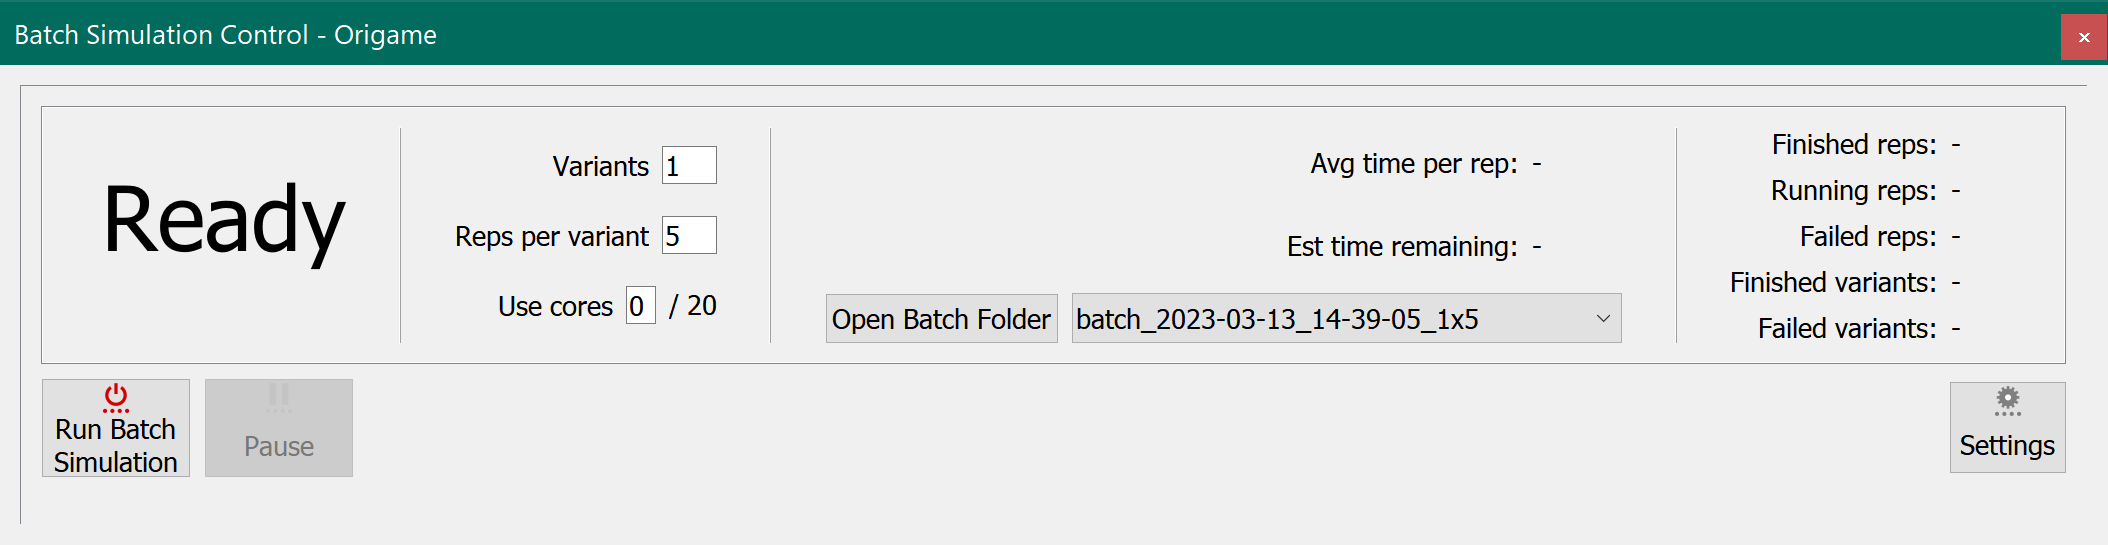 Batch Simulation Control - Origame
Ready
Variants 1
Reps per variant 5
Use cores 0 / 20
Avg time per rep: -
Est time remaining: -
Open Batch Folder batch_2023-03-13_14-39-05_1x5
Finished reps: -
Running reps: -
Failed reps: -
Finished variants: -
Failed variants: -
Run Batch
Simulation
Pause
Settings